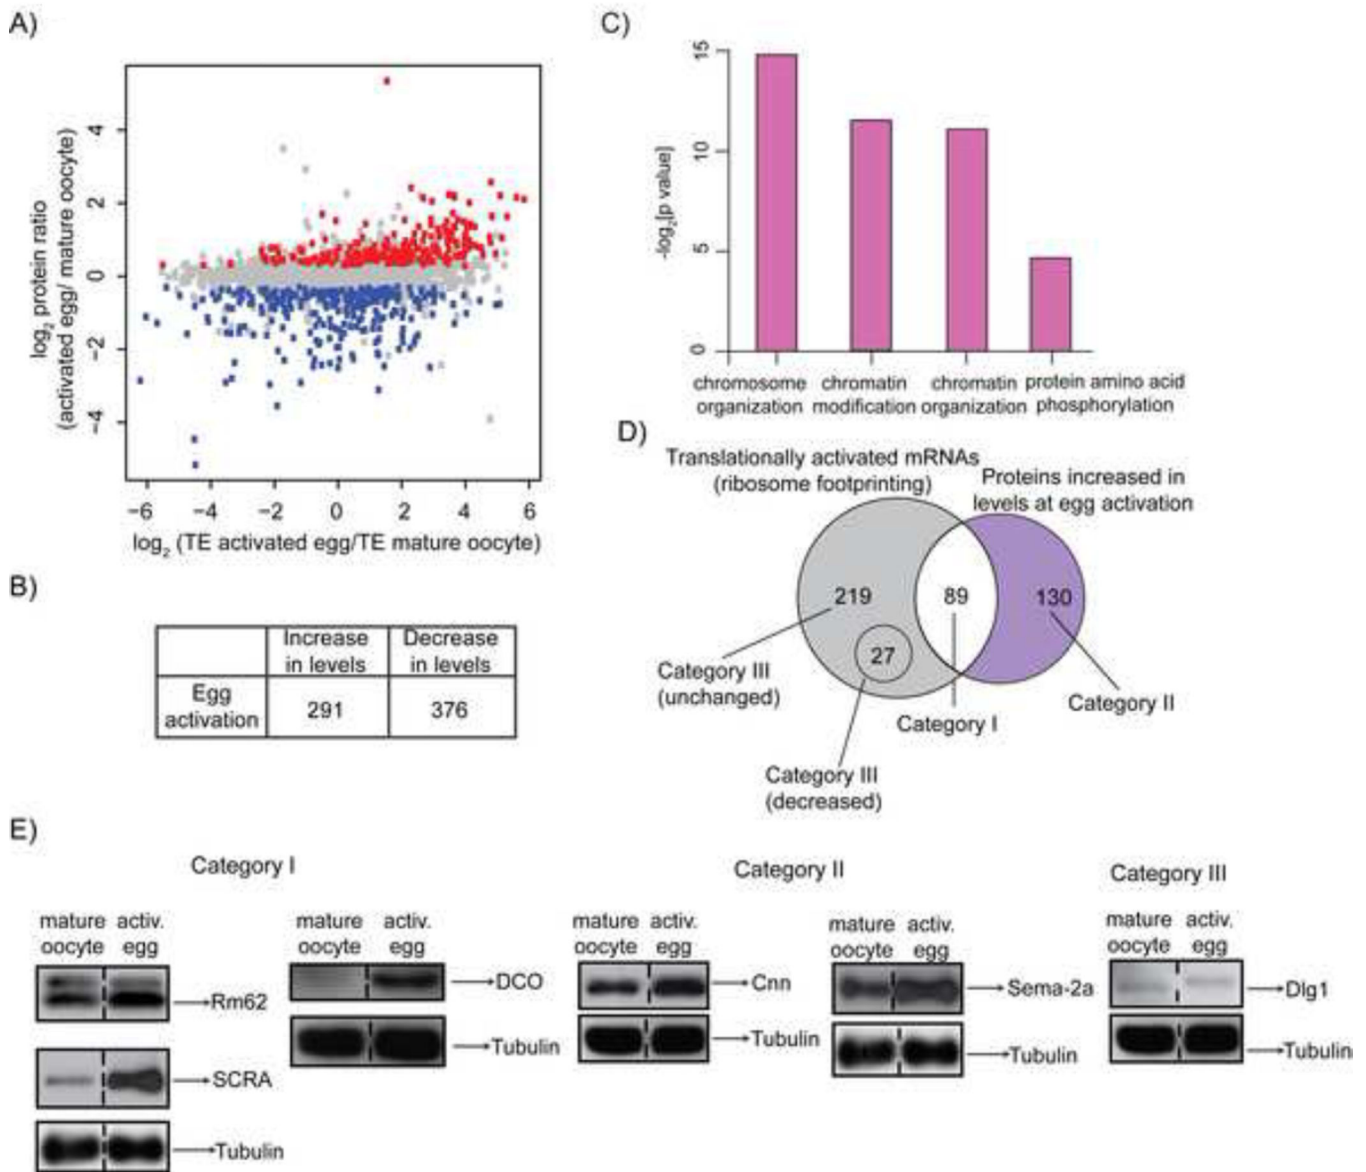 A)
log2 protein ratio
(activated egg/ mature oocyte)
4
2
0
−2
−4
−6 −4 −2 0 2 4 6
log2 (TE activated egg/TE mature oocyte)
B)
Increase in levels
Decrease in levels
Egg activation
291
376
C)
-log2[p value]
15
10
5
0
chromosome organization
chromatin modification
chromatin organization
protein amino acid phosphorylation
D)
Translationally activated mRNAs
(ribosome footprinting)
Proteins increased in
levels at egg activation
219
89
130
27
Category III
(unchanged)
Category I
Category II
Category III
(decreased)
E)
Category I
Category II
Category III
mature oocyte
activ. egg
Rm62
SCRA
Tubulin
mature oocyte
activ. egg
DCO
Tubulin
mature oocyte
activ. egg
Cnn
Tubulin
mature oocyte
activ. egg
Sema-2a
Tubulin
mature oocyte
activ. egg
Dlg1
Tubulin